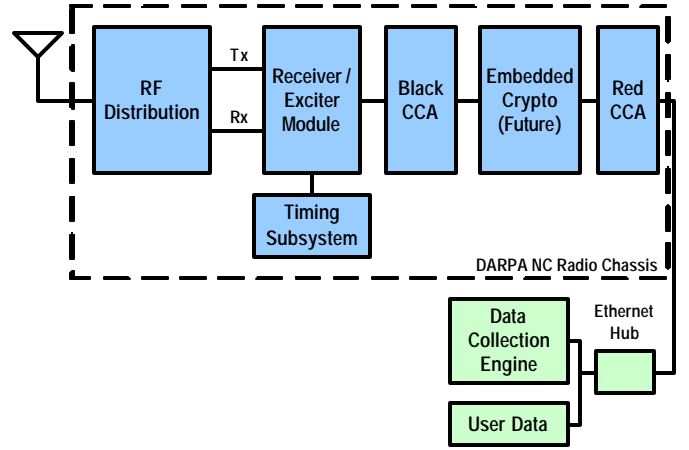 RF
Distribution
Tx
Rx
Receiver /
Exciter
Module
Black
CCA
Embedded
Crypto
(Future)
Red
CCA
Timing
Subsystem
DARPA NC Radio Chassis
Data
Collection
Engine
Ethernet
Hub
User Data